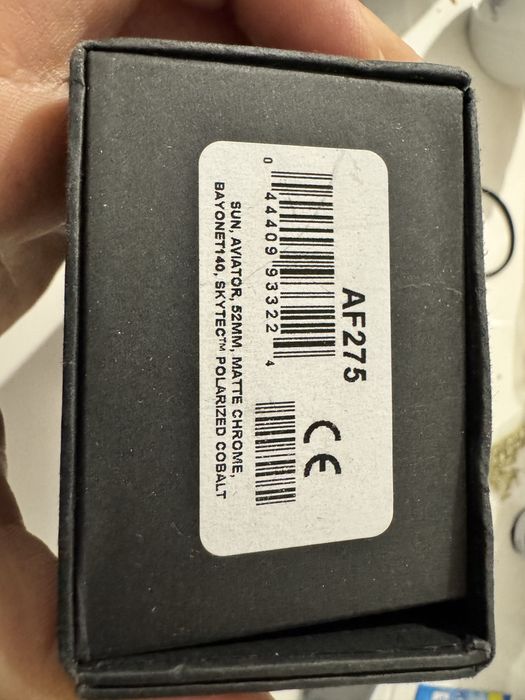 AF275
0 44409 93322 4
CE
SUN, AVIATOR, 52MM, MATTE CHROME,
BAYONET140, SKYTEC™ POLARIZED COBALT